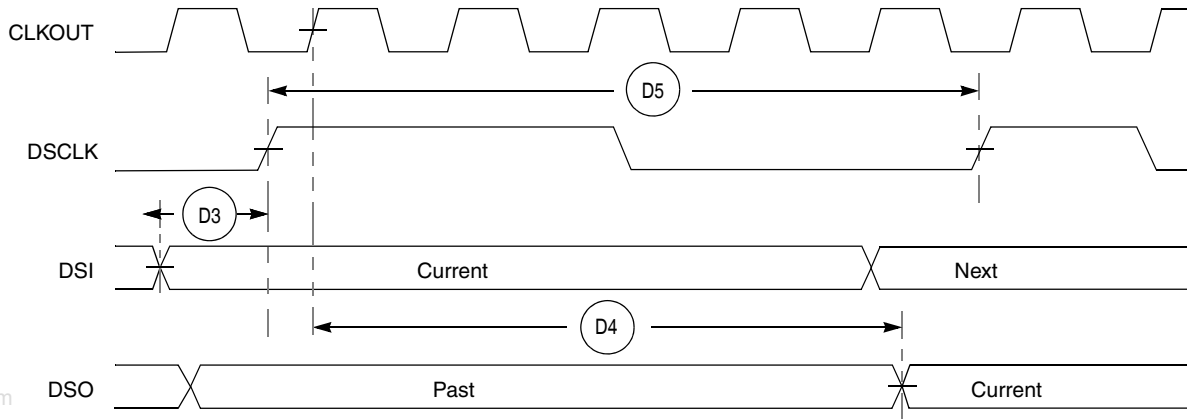 CLKOUT
D5
DSCLK
D3
DSI
Current
Next
D4
DSO
Past
Current
m